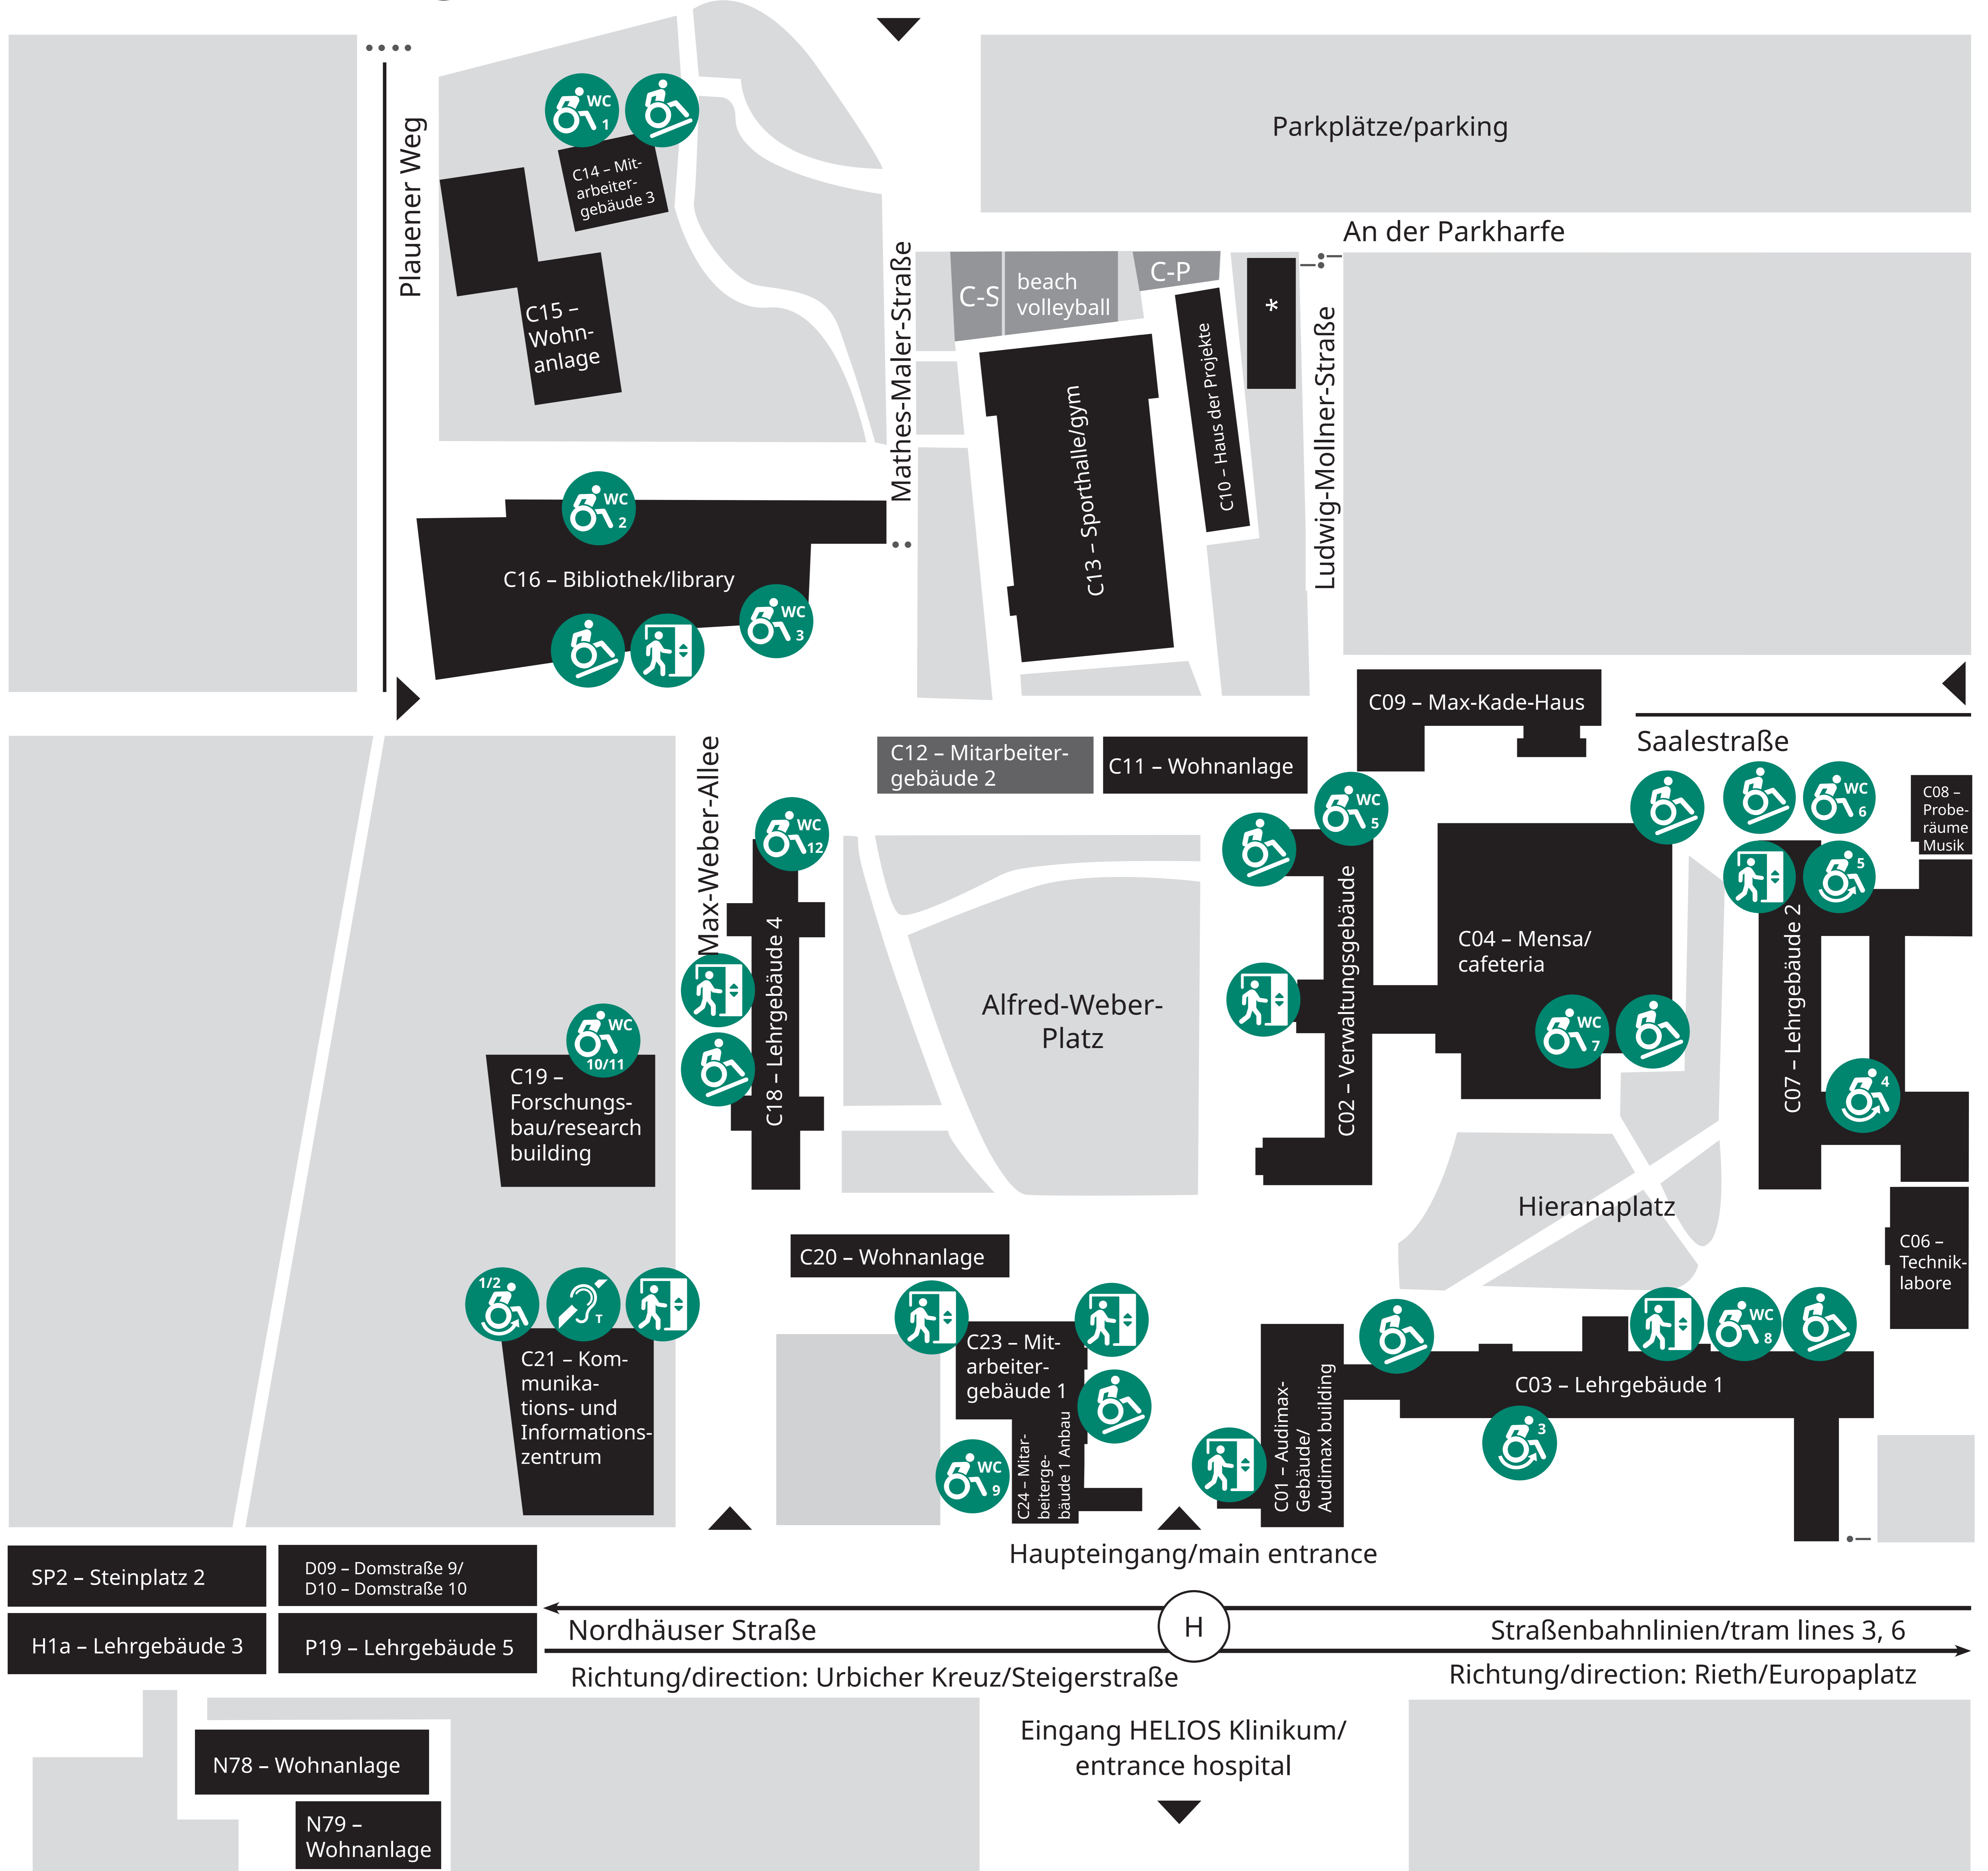 Parkplätze/parking
An der Parkharfe
Plauener Weg
WC
1
C14 – Mit-
arbeiter-
gebäude 3
C15 –
Wohn-
anlage
Mathes-Maler-Straße
C-S
beach
volleyball
C-P
*
C10 – Haus der Projekte
C13 – Sporthalle/gym
Ludwig-Mollner-Straße
WC
2
C16 – Bibliothek/library
WC
3
C09 – Max-Kade-Haus
Saalestraße
C12 – Mitarbeiter-
gebäude 2
C11 – Wohnanlage
Max-Weber-Allee
WC
12
C18 – Lehrgebäude 4
WC
5
C02 – Verwaltungsgebäude
C04 – Mensa/
cafeteria
WC
7
WC
6
5
C08 –
Probe-
räume
Musik
C07 – Lehrgebäude 2
4
Alfred-Weber-
Platz
WC
10/11
C19 –
Forschungs-
bau/research
building
Hieranaplatz
C06 –
Technik-
labore
C20 – Wohnanlage
1/2
T
C21 – Kom-
munika-
tions- und
Informations-
zentrum
C23 – Mit-
arbeiter-
gebäude 1
C24 – Mitar-
beiterge-
bäude 1 Anbau
WC
9
C01 – Audimax-
Gebäude/
Audimax building
WC
8
C03 – Lehrgebäude 1
3
Haupteingang/main entrance
SP2 – Steinplatz 2
D09 – Domstraße 9/
D10 – Domstraße 10
H1a – Lehrgebäude 3
P19 – Lehrgebäude 5
H
Nordhäuser Straße
Straßenbahnlinien/tram lines 3, 6
Richtung/direction: Urbicher Kreuz/Steigerstraße
Richtung/direction: Rieth/Europaplatz
Eingang HELIOS Klinikum/
entrance hospital
N78 – Wohnanlage
N79 –
Wohnanlage